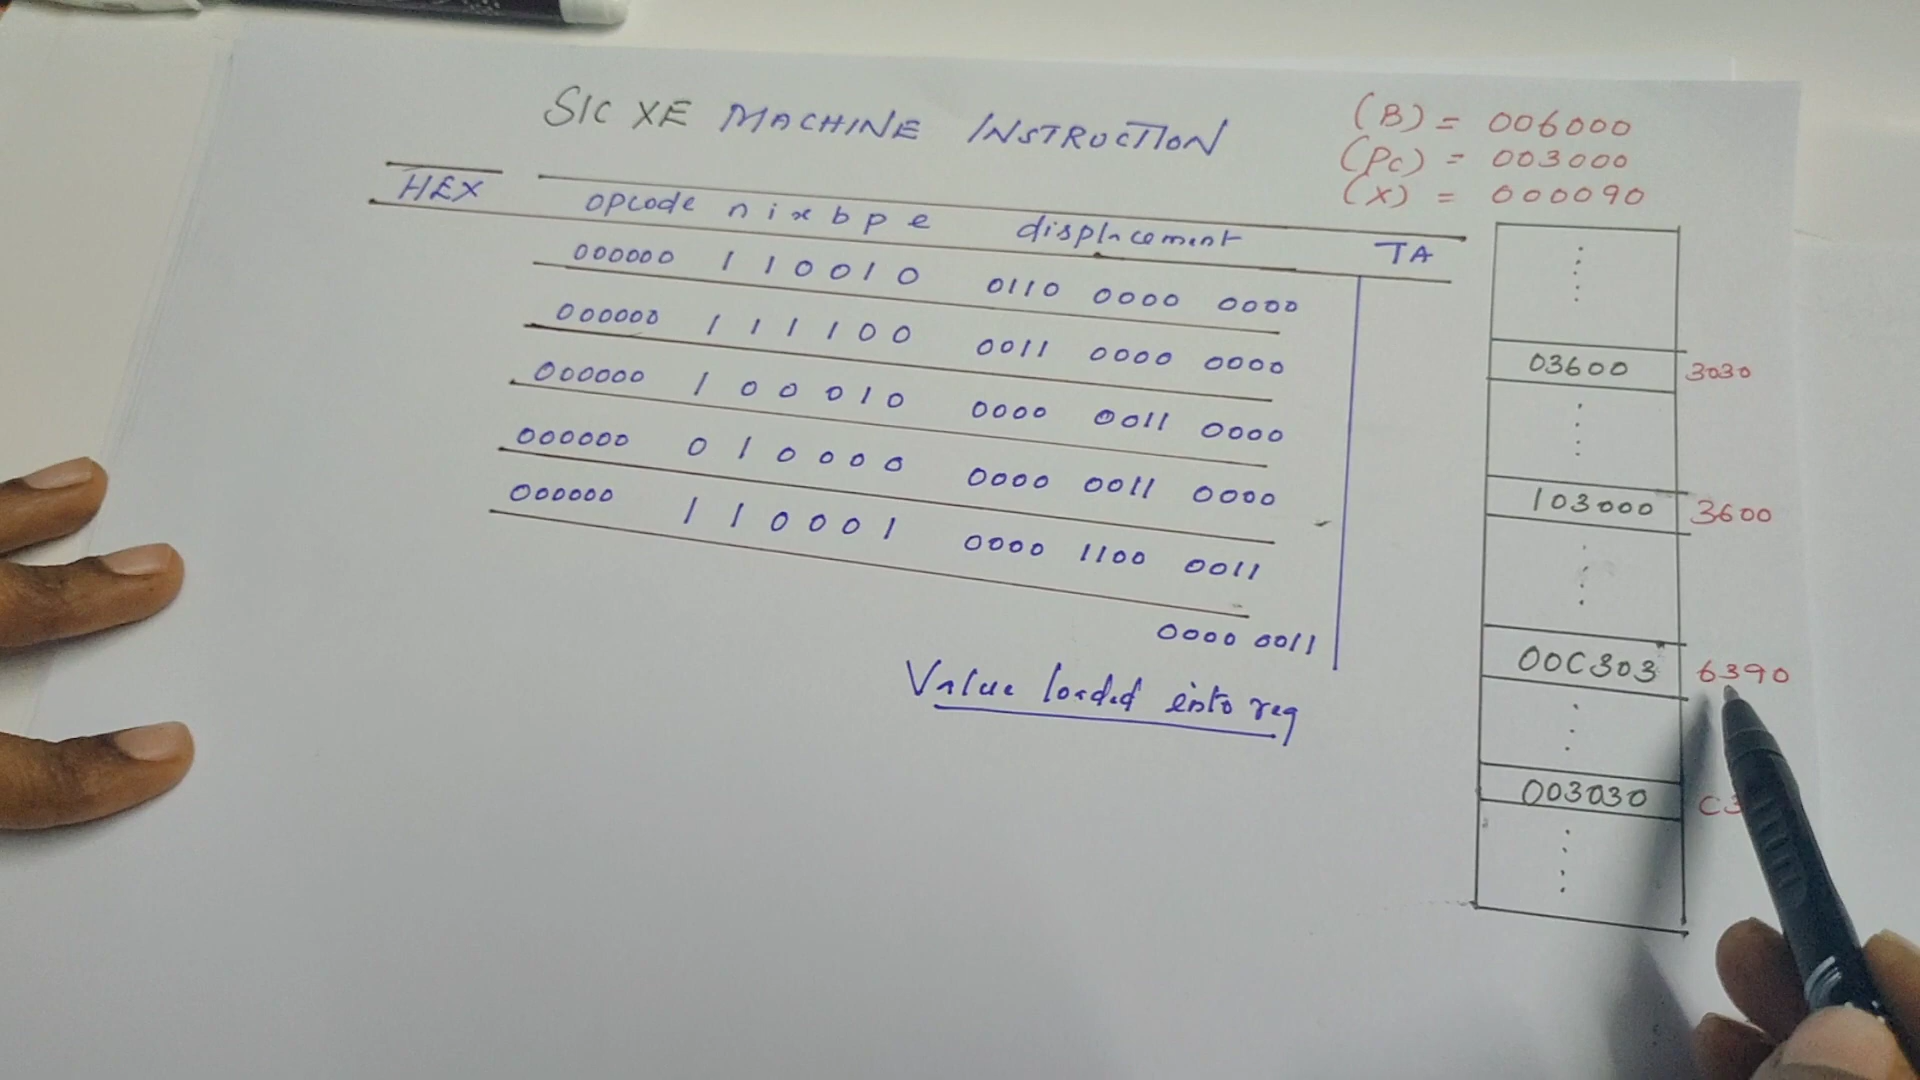 SIC XE MACHINE INSTRUCTION
(B) = 006000
(PC) = 003000
(X) = 000090
HEX opcode n i x b p e displacement TA
000000 1 1 0 0 1 0 0110 0000 0000
000000 1 1 1 1 0 0 0011 0000 0000
000000 1 0 0 0 1 0 0000 0011 0000
000000 0 1 0 0 0 0 0000 0011 0000
000000 1 1 0 0 0 1 0000 1100 0011
0000 0011
Value loaded into reg
03600 3030
103000 3600
00C303 6390
003030 C3